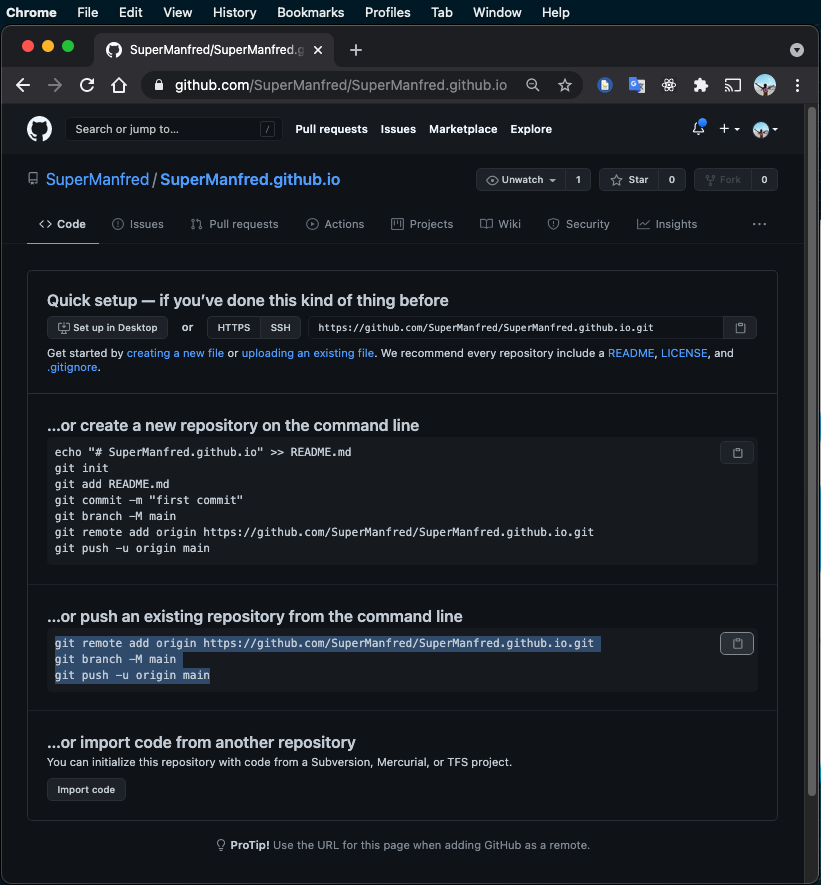 Chrome File Edit View History Bookmarks Profiles Tab Window Help
SuperManfred/SuperManfred.g
github.com/SuperManfred/SuperManfred.github.io
Search or jump to... / Pull requests Issues Marketplace Explore
SuperManfred / SuperManfred.github.io Unwatch 1 Star 0 Fork 0
Code Issues Pull requests Actions Projects Wiki Security Insights ...
Quick setup — if you’ve done this kind of thing before
Set up in Desktop or HTTPS SSH https://github.com/SuperManfred/SuperManfred.github.io.git
Get started by creating a new file or uploading an existing file. We recommend every repository include a README, LICENSE, and
.gitignore.
…or create a new repository on the command line
echo "# SuperManfred.github.io" >> README.md
git init
git add README.md
git commit -m "first commit"
git branch -M main
git remote add origin https://github.com/SuperManfred/SuperManfred.github.io.git
git push -u origin main
…or push an existing repository from the command line
git remote add origin https://github.com/SuperManfred/SuperManfred.github.io.git
git branch -M main
git push -u origin main
…or import code from another repository
You can initialize this repository with code from a Subversion, Mercurial, or TFS project.
Import code
ProTip! Use the URL for this page when adding GitHub as a remote.